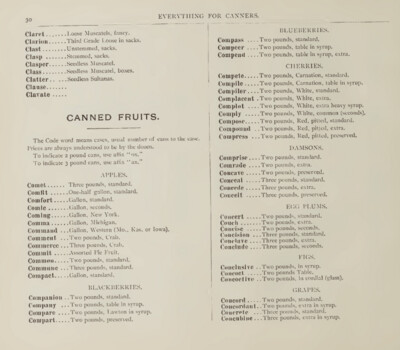 30
EVERYTHING FOR CANNERS.
Claret......Loose Muscatels, fancy.
Clarion......Third Grade Loose in sacks.
Clast......Unstemmed, sacks.
Clasp......Stemmed, sacks.
Clasper......Seedless Muscatel.
Class......Seedless Muscatel, boxes.
Clatter...Seedless Sultanas.
Clause......
Clavate.....
CANNED FRUITS.
The Code word means cases, usual number of cans to the case.
Prices are always understood to be by the dozen.
To indicate 2 pound cans, use affix
To indicate 3 pound cans, use affix
APPLES.
Comet......Three pounds, standard.
Comfit......One-half gallon, standard.
Comfort......Gallon, standard.
Comic......Gallon, seconds.
Coming......Gallon, New York.
Comma......Gallon, Michigan.
Command...Gallon, Western (Mo., Kas. or Iowa).
Comment...Two pounds, Crab.
Commerce...Three pounds, Crab.
Commit......Assorted Pie Fruit.
Common......Two pounds, standard.
Commune...Three pounds, standard.
Compact....Gallon, standard.
BLACKBERRIES.
Companion..Two pounds, standard.
Company...Two pounds, table in syrup.
Compare...Two pounds, Lawton in syrup.
Compart.....Two pounds, preserved.
BLUEBERRIES.
Compass....Two pounds, standard.
Compeer....Two pounds, table in syrup.
Compend....Two pounds, extra in syrup.
CHERRIES.
Compete.....Two pounds, Carnation, standard.
Compile.....Two pounds, Carnation, table in syrup.
Compiler....Two pounds, White, standard.
Complacent.Two pounds, White, extra.
Complot.....Two pounds, White, extra heavy syrup.
Comply.....Two pounds, White, common (seconds).
Compose.....Two pounds, Red, pitted, standard.
Compound...Two pounds, Red, pitted, extra.
Compress...Two pounds, Red, pitted, preserved.
DAMSONS.
Comprise....Two pounds, standard.
Comrade....Two pounds, extra.
Concave....Two pounds, preserved.
Conceal.....Three pounds, standard.
Concede....Three pounds, extra.
Conceit.....Three pounds, preserved.
EGG PLUMS.
Concert.....Two pounds, standard.
Conch......Two pounds, extra.
Concise.....Two pounds, seconds.
Concision...Three pounds, standard.
Conclave...Three pounds, extra.
Conclude...Three pounds, seconds.
FIGS.
Conclusive..Two pounds, in syrup.
Concoct....Two pounds, Table.
Concoctive..Two pounds, in cordial (glass).
GRAPES.
Concord.....Two pounds, standard.
Concordant..Two pounds, extra in syrup.
Concrete...Three pounds, standard.
Concubine..Three pounds, extra in syrup.